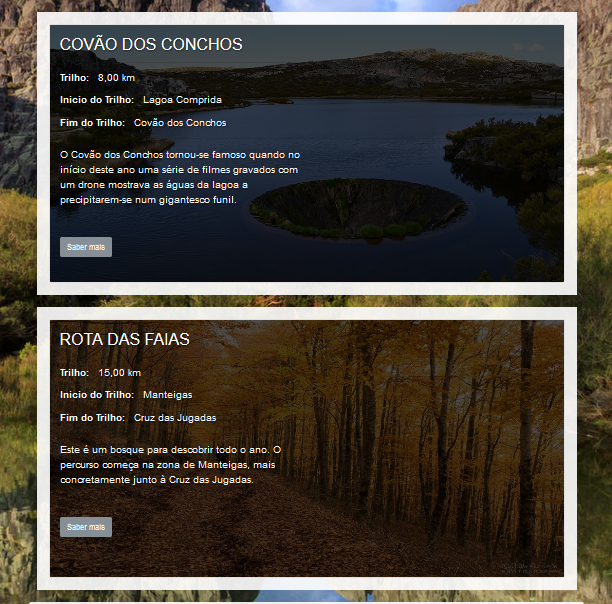 COVÃO DOS CONCHOS
Trilho: 8,00 km
Inicio do Trilho: Lagoa Comprida
Fim do Trilho: Covão dos Conchos
O Covão dos Conchos tornou-se famoso quando no
início deste ano uma série de filmes gravados com
um drone mostrava as águas da lagoa a
precipitarem-se num gigantesco funil.
Saber mais
ROTA DAS FAIAS
Trilho: 15,00 km
Inicio do Trilho: Manteigas
Fim do Trilho: Cruz das Jugadas
Este é um bosque para descobrir todo o ano. O
percurso começa na zona de Manteigas, mais
concretamente junto à Cruz das Jugadas.
Saber mais